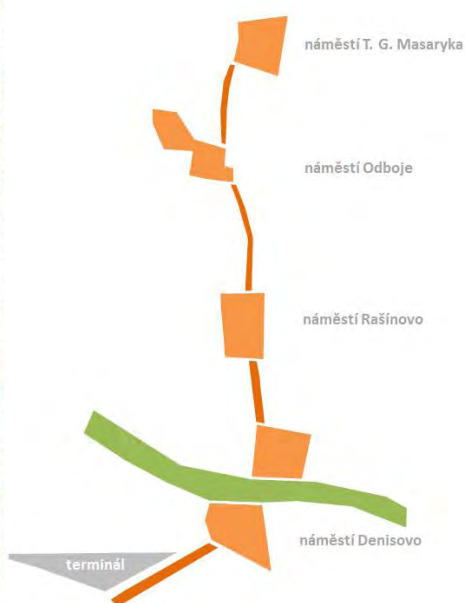 náměstí T. G. Masaryka
náměstí Odboje
náměstí Rašínovo
náměstí Denisovo
terminál